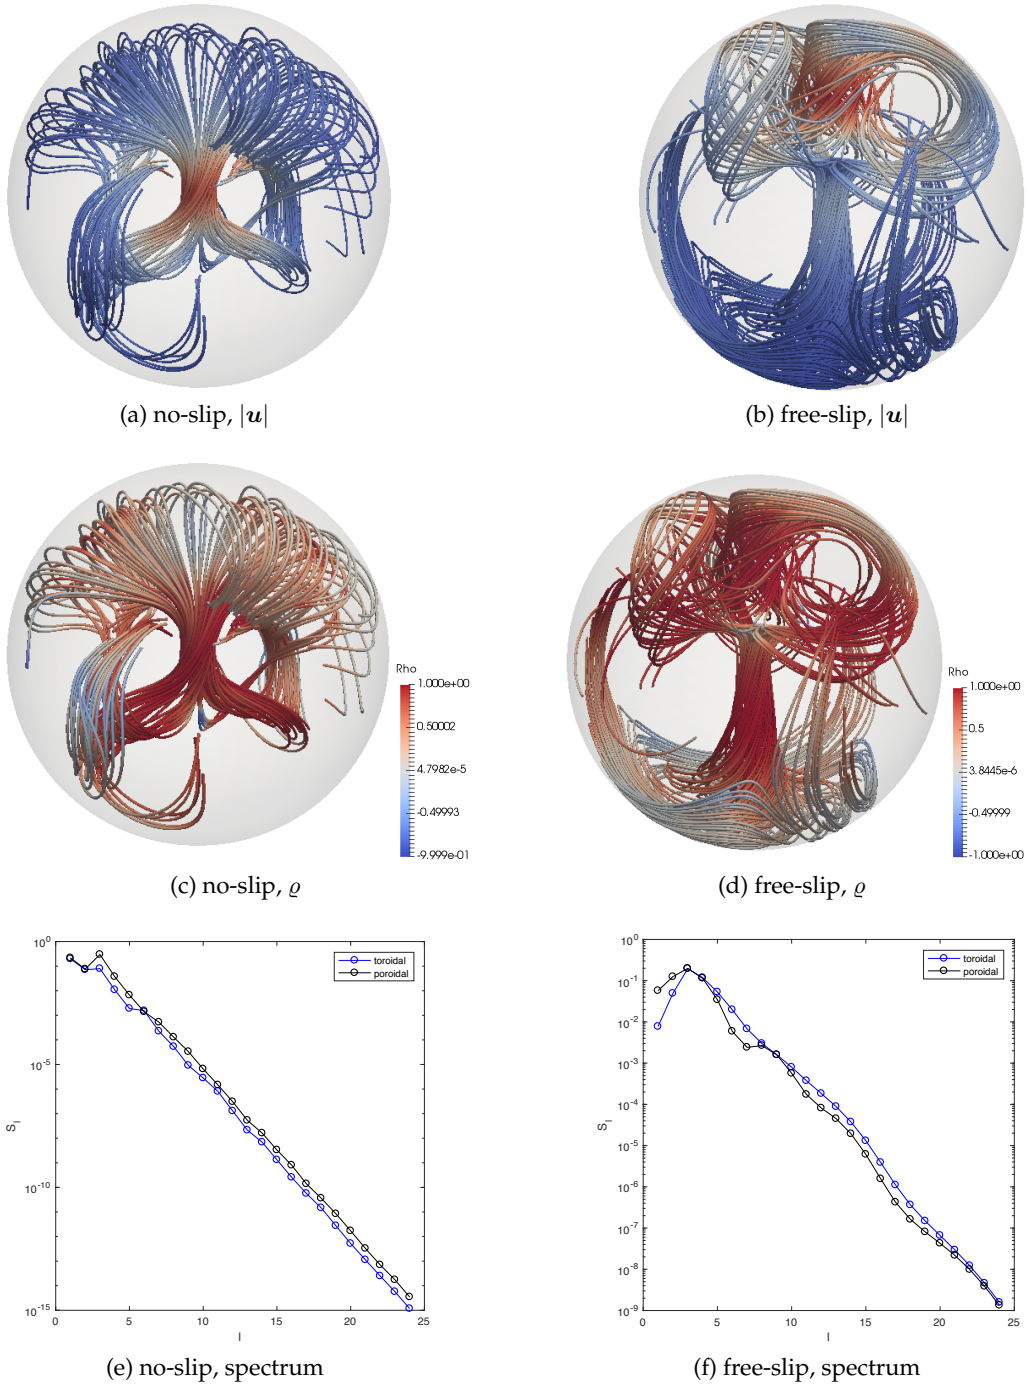 (a) no-slip, |u|
(b) free-slip, |u|
Rho
1.000e+00
0.50002
4.7982e-5
-0.49993
-9.999e-01
Rho
1.000e+00
0.5
3.8445e-6
-0.49999
-1.000e+00
(c) no-slip, ϱ
(d) free-slip, ϱ
10^0
10^-5
10^-10
10^-15
S_l
0 5 10 15 20 25
l
toroidal
poroidal
10^0
10^-1
10^-2
10^-3
10^-4
10^-5
10^-6
10^-7
10^-8
10^-9
S_l
0 5 10 15 20 25
l
toroidal
poroidal
(e) no-slip, spectrum
(f) free-slip, spectrum